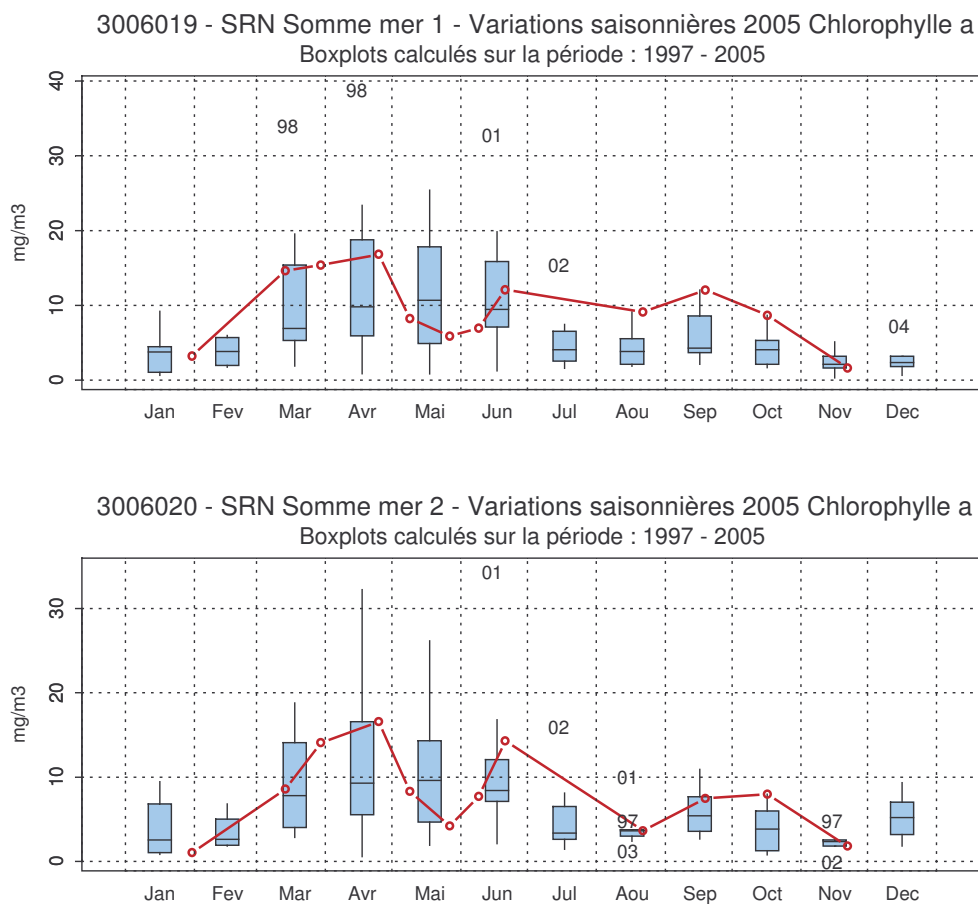 3006019 - SRN Somme mer 1 - Variations saisonnières 2005 Chlorophylle a
Boxplots calculés sur la période : 1997 - 2005
mg/m3
40
30
20
10
0
98
98
01
02
04
Jan Fev Mar Avr Mai Jun Jul Aou Sep Oct Nov Dec
3006020 - SRN Somme mer 2 - Variations saisonnières 2005 Chlorophylle a
Boxplots calculés sur la période : 1997 - 2005
mg/m3
30
20
10
0
01
02
01
97
03
97
02
Jan Fev Mar Avr Mai Jun Jul Aou Sep Oct Nov Dec